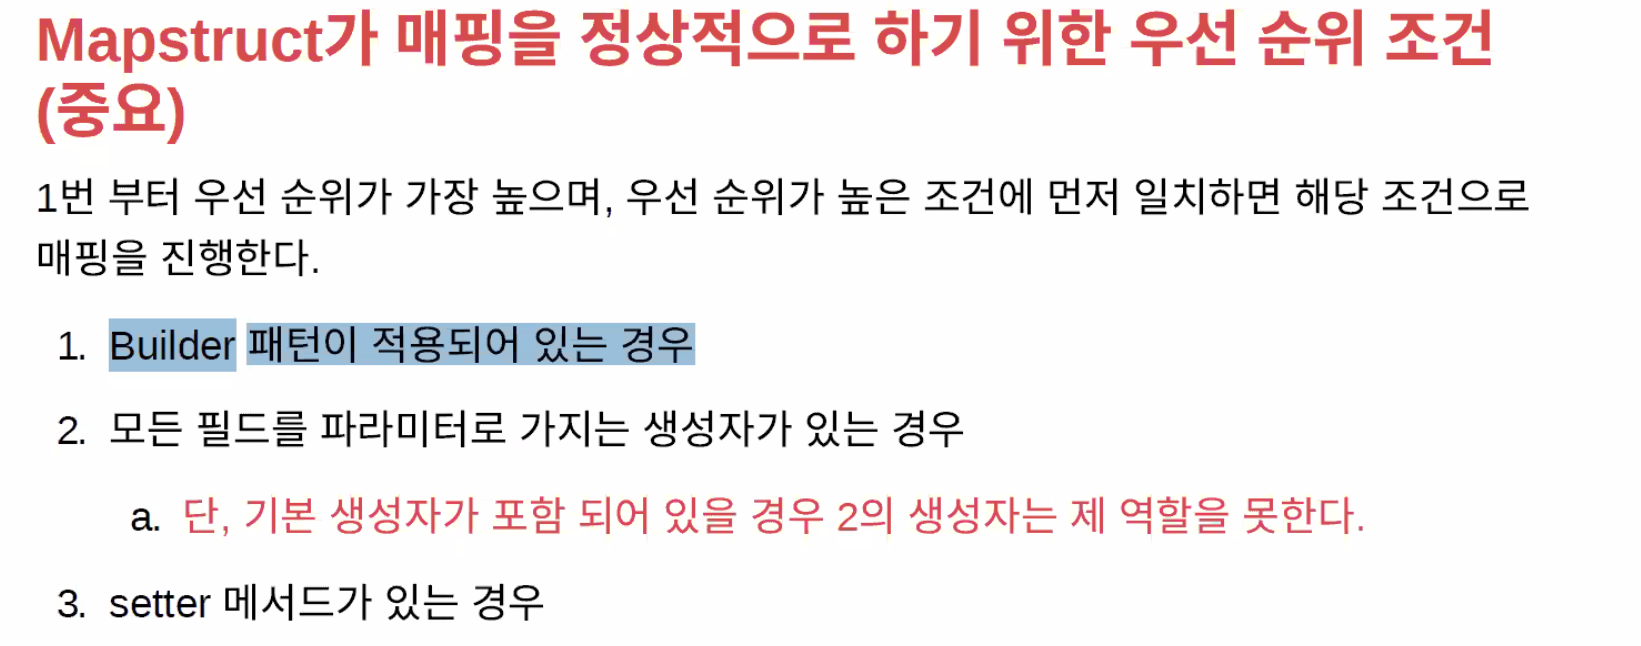 Mapstruct가 매핑을 정상적으로 하기 위한 우선 순위 조건
(중요)
1번 부터 우선 순위가 가장 높으며, 우선 순위가 높은 조건에 먼저 일치하면 해당 조건으로
매핑을 진행한다.
1. Builder 패턴이 적용되어 있는 경우
2. 모든 필드를 파라미터로 가지는 생성자가 있는 경우
a. 단, 기본 생성자가 포함 되어 있을 경우 2의 생성자는 제 역할을 못한다.
3. setter 메서드가 있는 경우